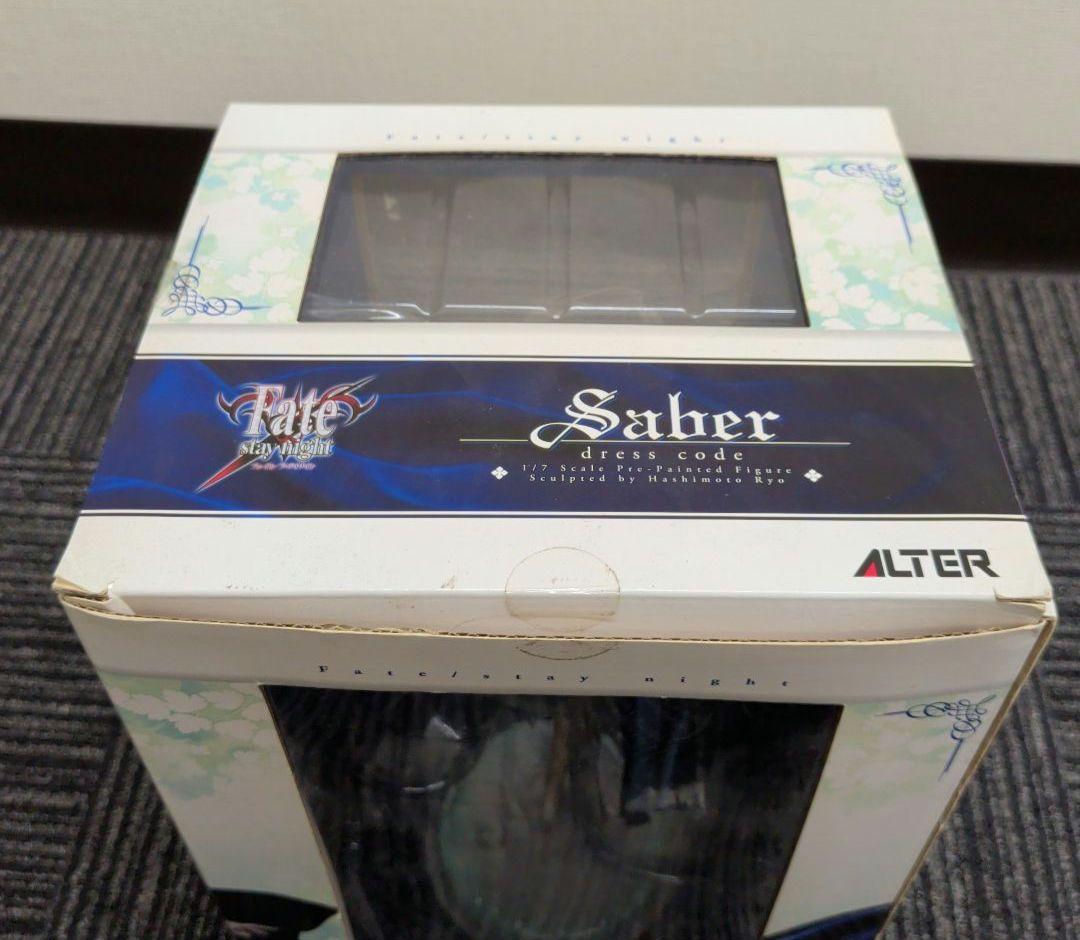 Fate/stay night
Fate
stay night
Saber
dress code
1/7 Scale Pre-Painted Figure
Sculpted by Hashimoto Ryo
ALTER
Fate/stay night